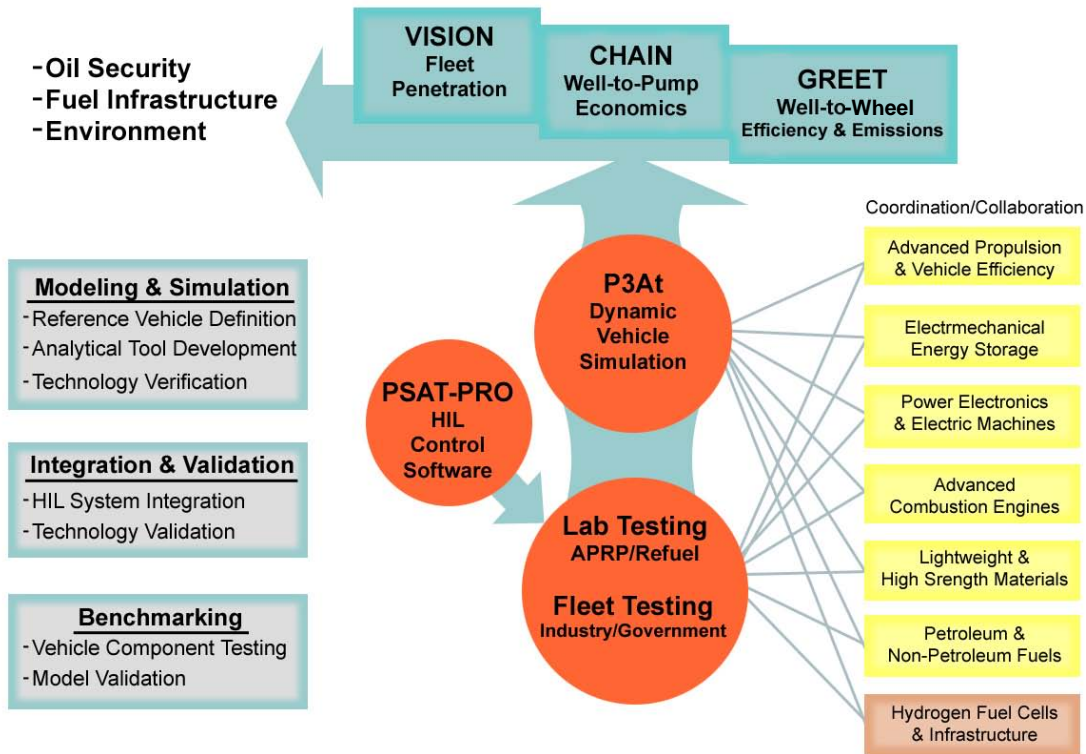 VISION
Fleet
Penetration
CHAIN
Well-to-Pump
Economics
GREET
Well-to-Wheel
Efficiency & Emissions
-Oil Security
-Fuel Infrastructure
-Environment
Modeling & Simulation
-Reference Vehicle Definition
-Analytical Tool Development
-Technology Verification
Integration & Validation
-HIL System Integration
-Technology Validation
Benchmarking
-Vehicle Component Testing
-Model Validation
P3At
Dynamic
Vehicle
Simulation
PSAT-PRO
HIL
Control
Software
Lab Testing
APRP/Refuel
Fleet Testing
Industry/Government
Coordination/Collaboration
Advanced Propulsion
& Vehicle Efficiency
Electrmechanical
Energy Storage
Power Electronics
& Electric Machines
Advanced
Combustion Engines
Lightweight &
High Srength Materials
Petroleum &
Non-Petroleum Fuels
Hydrogen Fuel Cells
& Infrastructure